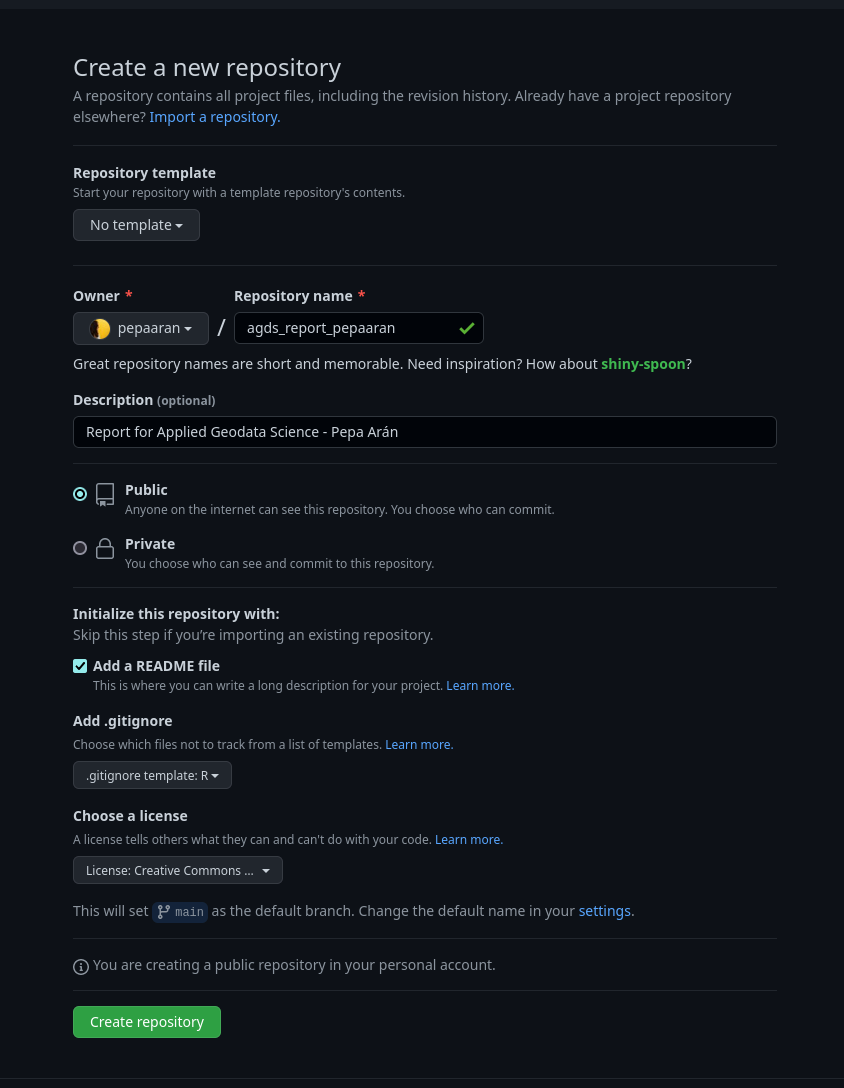 Create a new repository
A repository contains all project files, including the revision history. Already have a project repository
elsewhere? Import a repository.
Repository template
Start your repository with a template repository's contents.
No template
Owner * Repository name *
pepaaran / agds_report_pepaaran
Great repository names are short and memorable. Need inspiration? How about shiny-spoon?
Description (optional)
Report for Applied Geodata Science - Pepa Arán
Public
Anyone on the internet can see this repository. You choose who can commit.
Private
You choose who can see and commit to this repository.
Initialize this repository with:
Skip this step if you’re importing an existing repository.
Add a README file
This is where you can write a long description for your project. Learn more.
Add .gitignore
Choose which files not to track from a list of templates. Learn more.
.gitignore template: R
Choose a license
A license tells others what they can and can't do with your code. Learn more.
License: Creative Commons ...
This will set main as the default branch. Change the default name in your settings.
You are creating a public repository in your personal account.
Create repository